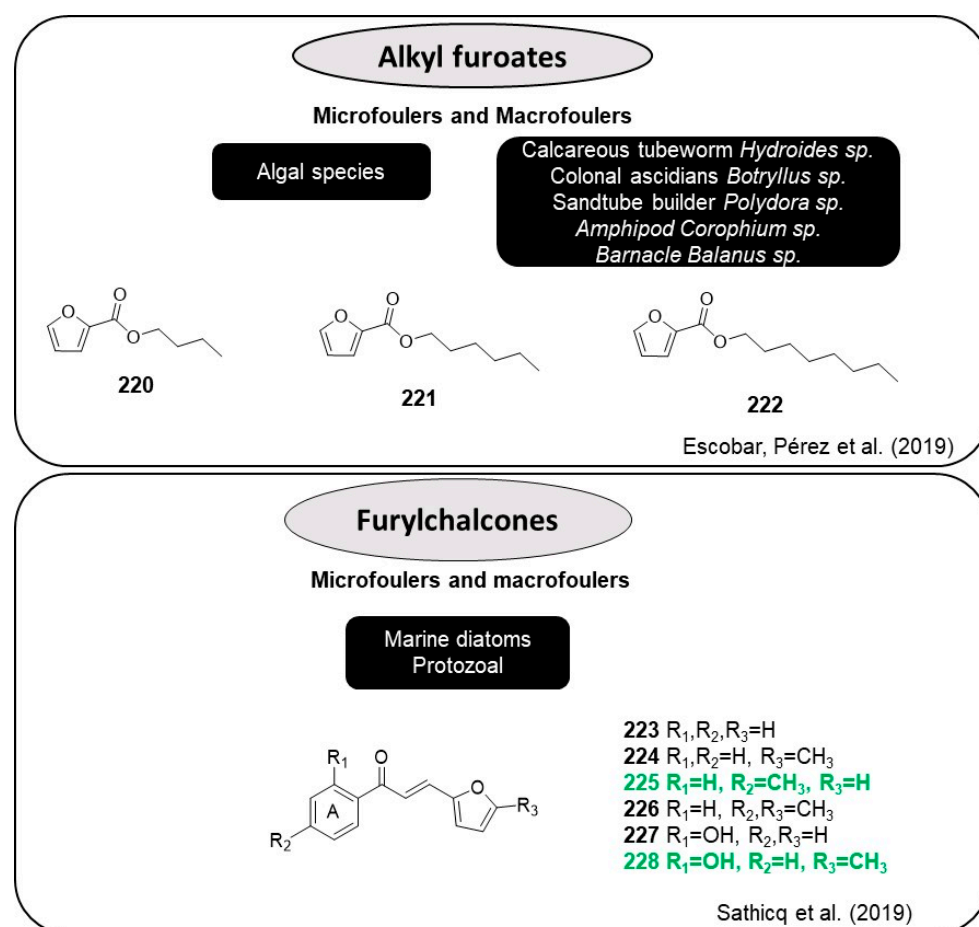 Alkyl furoates
Microfoulers and Macrofoulers
Algal species
Calcareous tubeworm Hydroides sp.
Colonal ascidians Botryllus sp.
Sandtube builder Polydora sp.
Amphipod Corophium sp.
Barnacle Balanus sp.
O
O
O
220
O
O
O
221
O
O
O
222
Escobar, Pérez et al. (2019)
Furylchalcones
Microfoulers and macrofoulers
Marine diatoms
Protozoal
R₁
O
A
R₂
O
R₃
223 R₁,R₂,R₃=H
224 R₁,R₂=H, R₃=CH₃
225 R₁=H, R₂=CH₃, R₃=H
226 R₁=H, R₂,R₃=CH₃
227 R₁=OH, R₂,R₃=H
228 R₁=OH, R₂=H, R₃=CH₃
Sathicq et al. (2019)